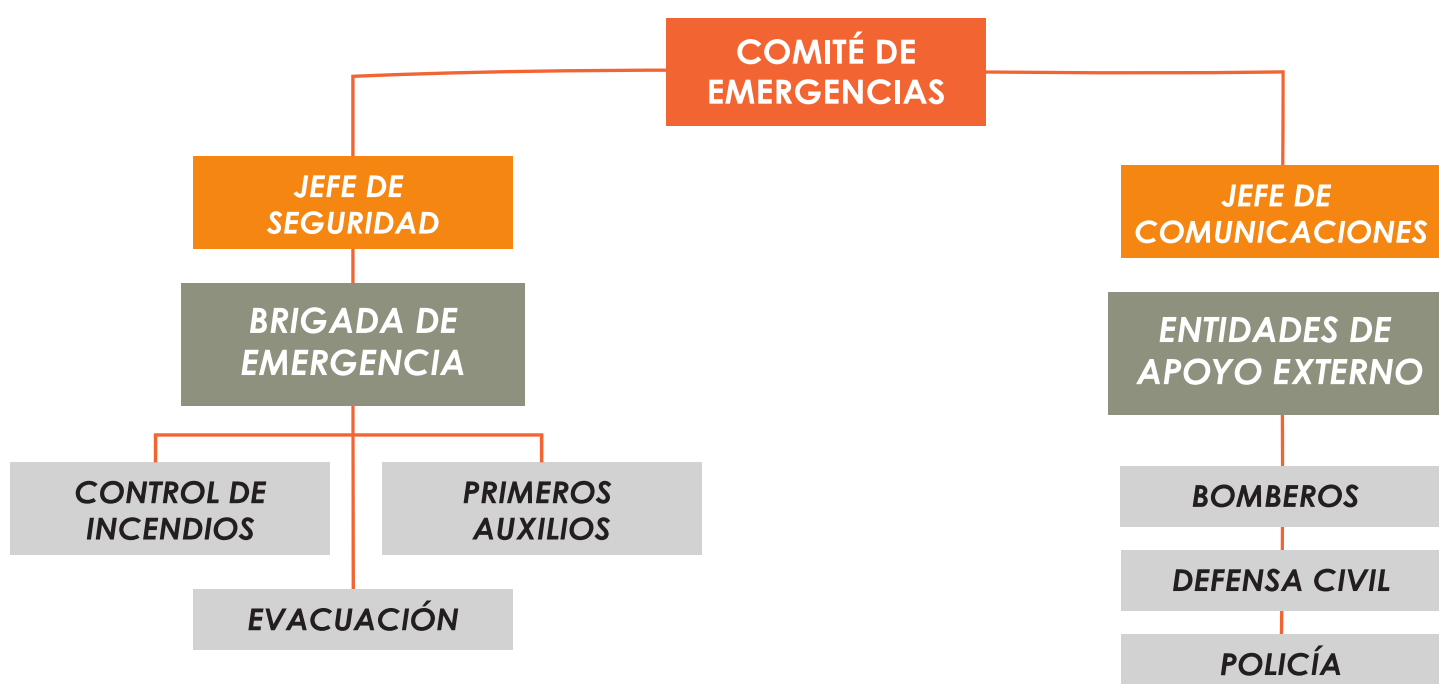 COMITÉ DE
EMERGENCIAS
JEFE DE
SEGURIDAD
JEFE DE
COMUNICACIONES
BRIGADA DE
EMERGENCIA
ENTIDADES DE
APOYO EXTERNO
CONTROL DE
INCENDIOS
PRIMEROS
AUXILIOS
EVACUACIÓN
BOMBEROS
DEFENSA CIVIL
POLICÍA